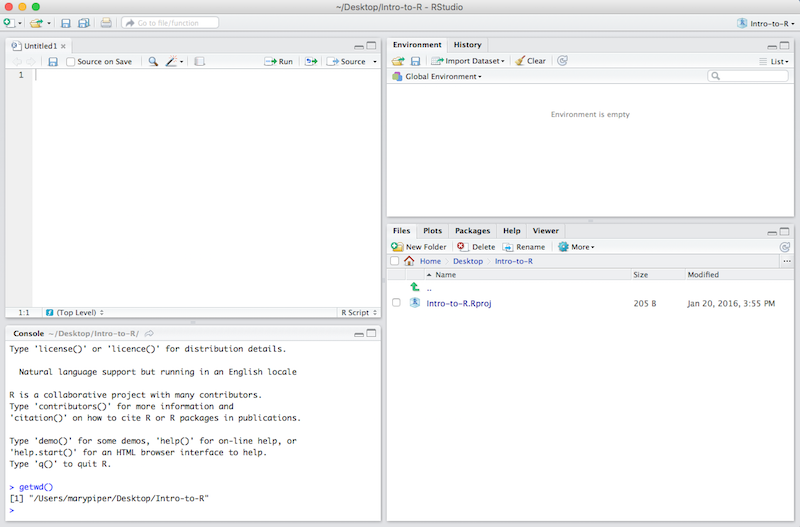 ~/Desktop/Intro-to-R - RStudio
Go to file/function
Intro-to-R
Untitled1
Source on Save
Run
Source
1
1:1
(Top Level)
R Script
Console ~/Desktop/Intro-to-R/
Type 'license()' or 'licence()' for distribution details.
Natural language support but running in an English locale
R is a collaborative project with many contributors.
Type 'contributors()' for more information and
'citation()' on how to cite R or R packages in publications.
Type 'demo()' for some demos, 'help()' for on-line help, or
'help.start()' for an HTML browser interface to help.
Type 'q()' to quit R.
> getwd()
[1] "/Users/marypiper/Desktop/Intro-to-R"
>
Environment History
Import Dataset Clear List
Global Environment
Environment is empty
Files Plots Packages Help Viewer
New Folder Delete Rename More
Home Desktop Intro-to-R ...
Name Size Modified
..
Intro-to-R.Rproj 205 B Jan 20, 2016, 3:55 PM